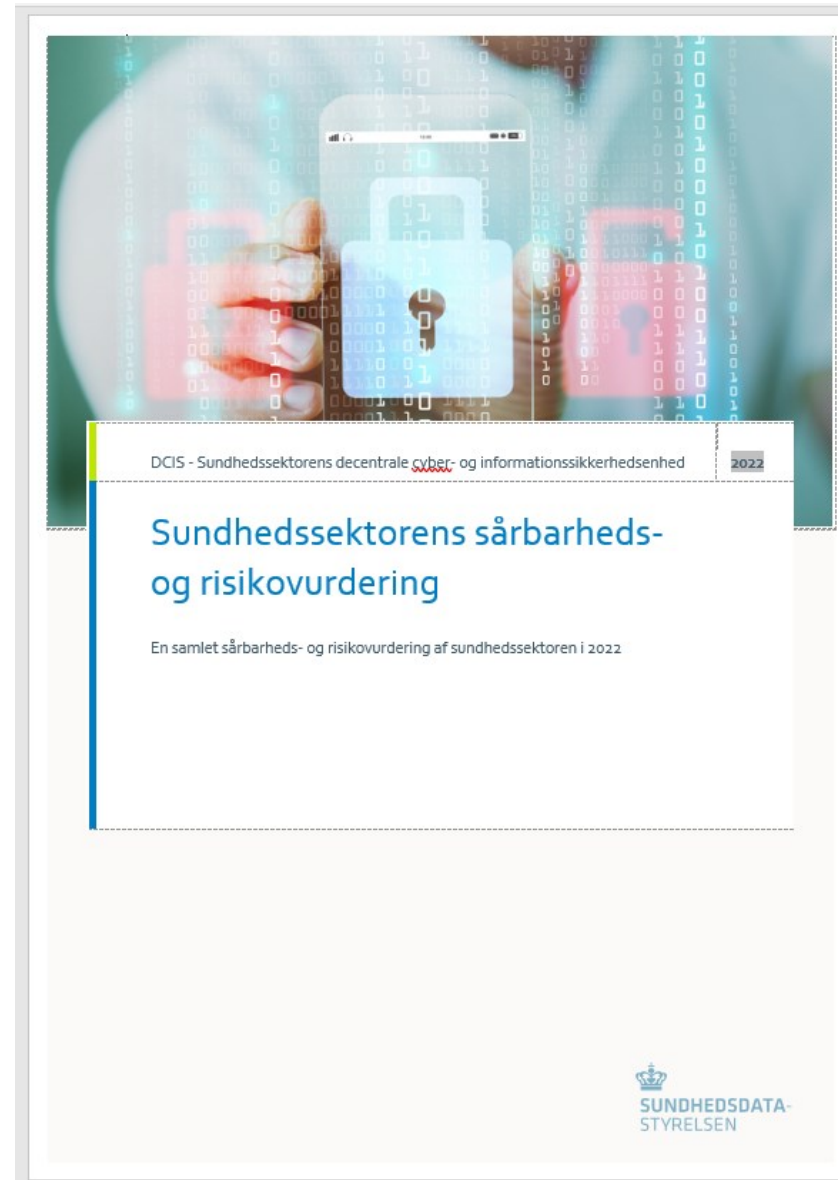 DCIS - Sundhedssektorens decentrale cyber- og informationssikkerhedsenhed
2022
Sundhedssektorens sårbarheds-
og risikovurdering
En samlet sårbarheds- og risikovurdering af sundhedssektoren i 2022
SUNDHEDSDATA-
STYRELSEN